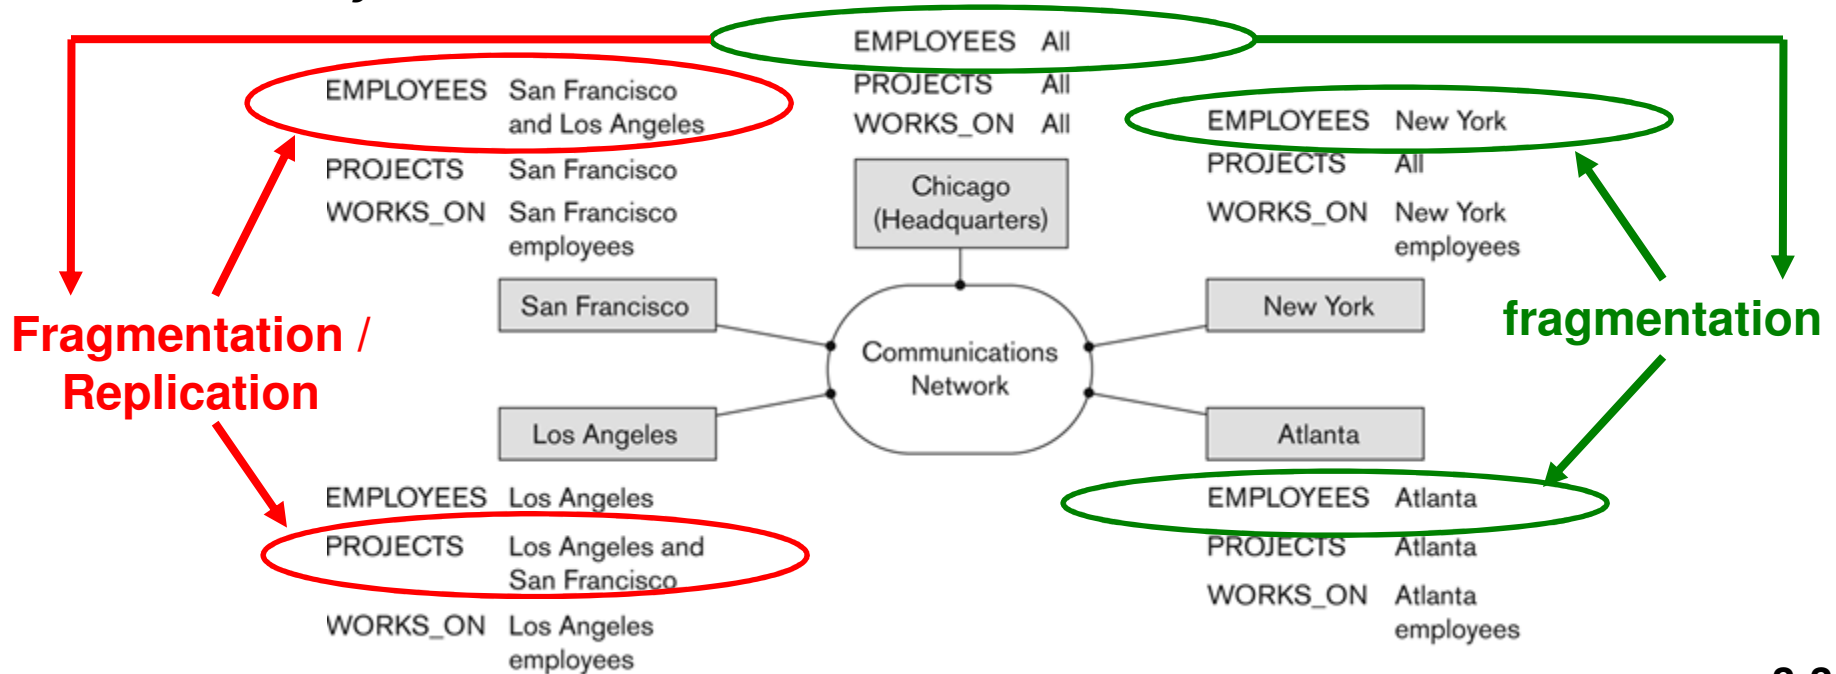 EMPLOYEES All
PROJECTS All
WORKS_ON All
EMPLOYEES San Francisco
and Los Angeles
PROJECTS San Francisco
WORKS_ON San Francisco
employees
EMPLOYEES New York
PROJECTS All
WORKS_ON New York
employees
Chicago
(Headquarters)
San Francisco
New York
Fragmentation /
Replication
Communications
Network
fragmentation
Los Angeles
Atlanta
EMPLOYEES Los Angeles
PROJECTS Los Angeles and
San Francisco
WORKS_ON Los Angeles
employees
EMPLOYEES Atlanta
PROJECTS Atlanta
WORKS_ON Atlanta
employees